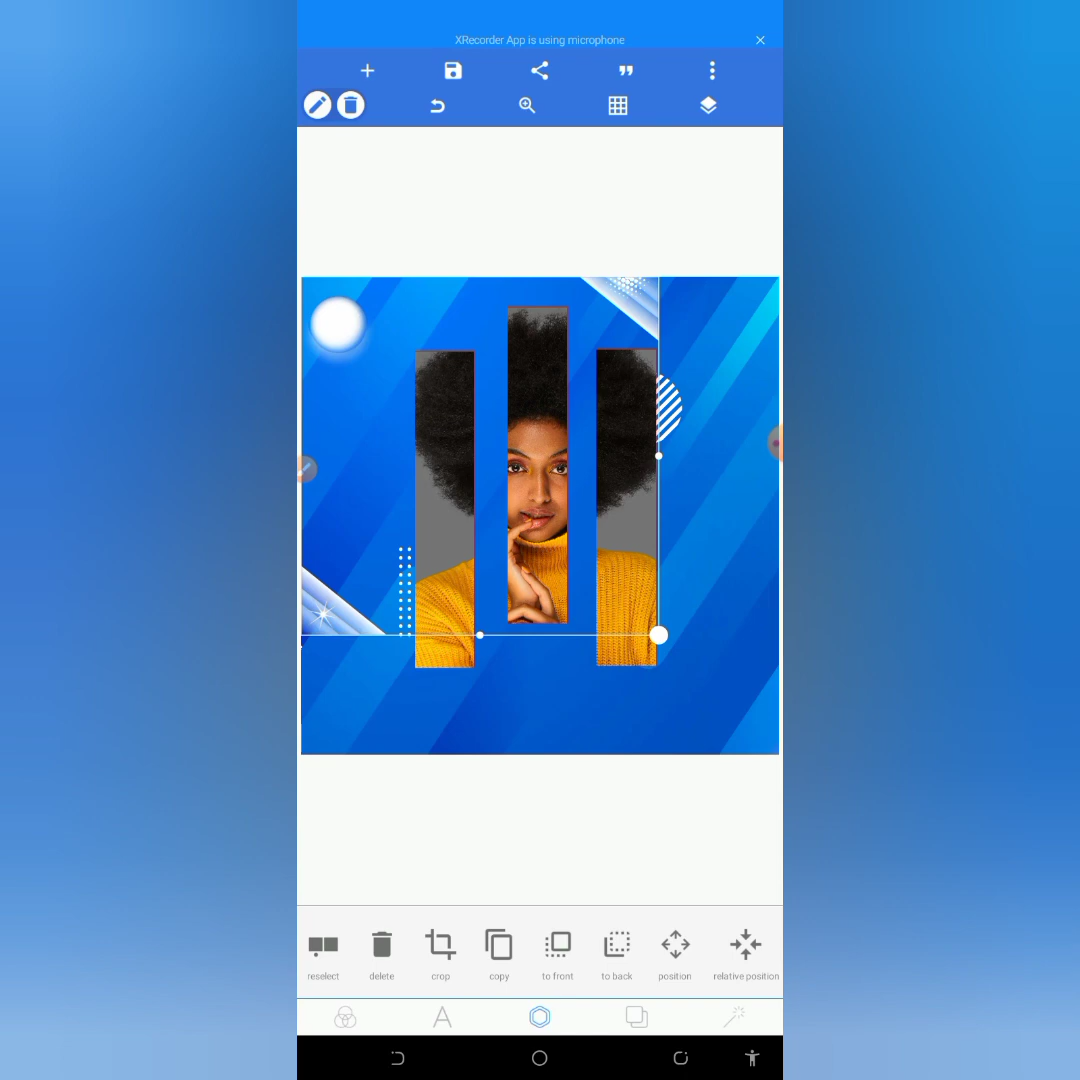 XRecorder App is using microphone
reselect
delete
crop
copy
to front
to back
position
relative position